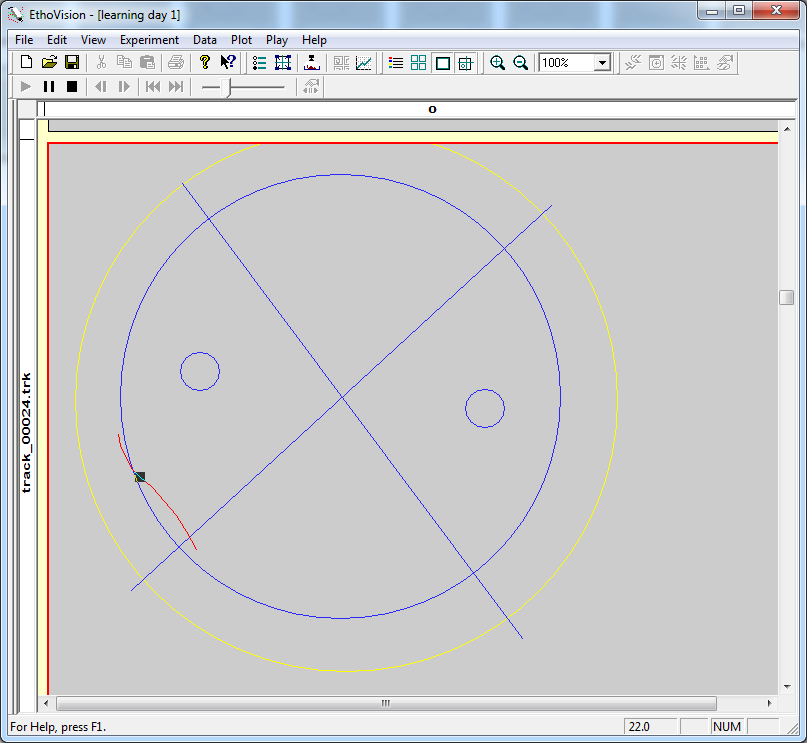 EthoVision - [learning day 1]
File Edit View Experiment Data Plot Play Help
100%
o
track_00024.trk
For Help, press F1.
22.0
NUM